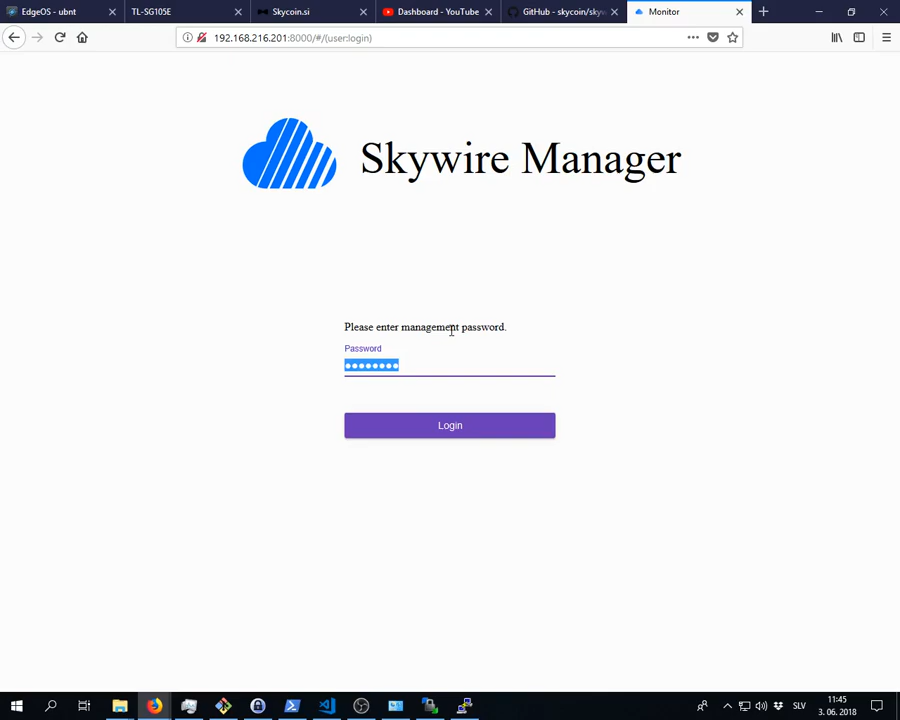 EdgeOS - ubnt
TL-SG105E
Skycoin.si
Dashboard - YouTube
GitHub - skycoin/skyw
Monitor
192.168.216.201:8000/#/(user:login)
Skywire Manager
Please enter management password.
Password
••••••••
Login
SLV
11:45
3. 06. 2018